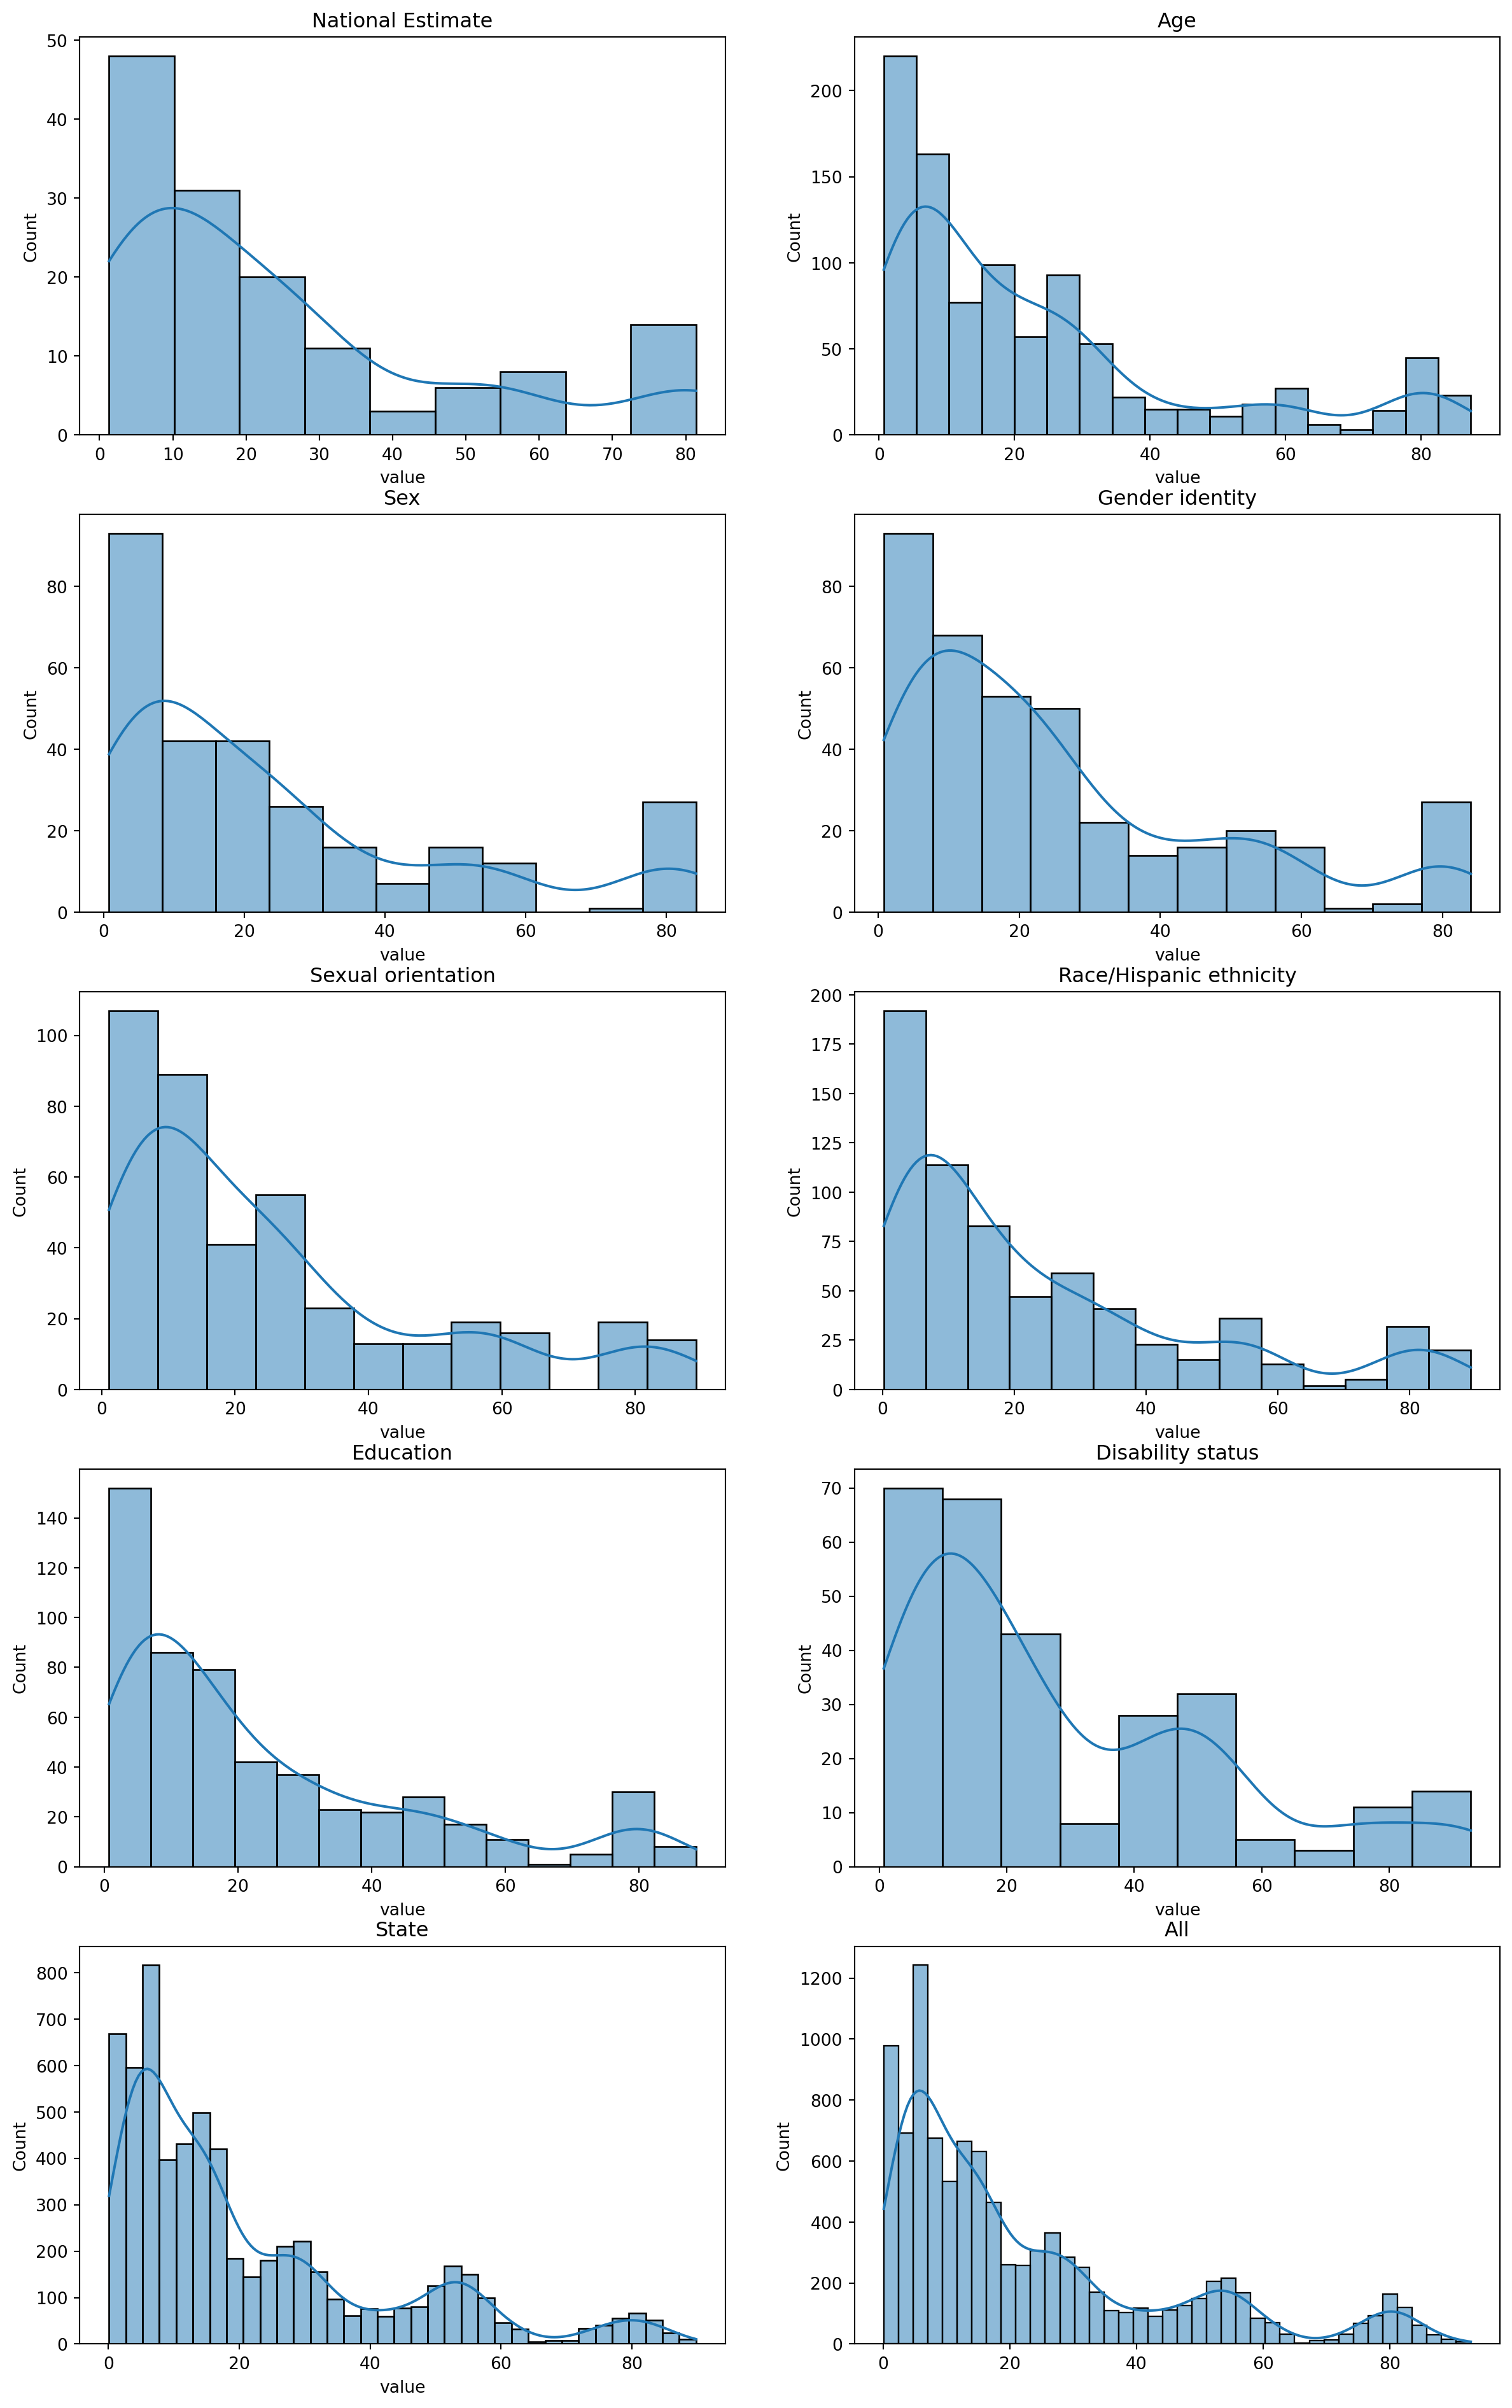 National Estimate
50
40
30
20
10
0
Count
0 10 20 30 40 50 60 70 80
value
Age
200
150
100
50
0
Count
0 20 40 60 80
value
Sex
80
60
40
20
0
Count
0 20 40 60 80
value
Gender identity
80
60
40
20
0
Count
0 20 40 60 80
value
Sexual orientation
100
80
60
40
20
0
Count
0 20 40 60 80
value
Race/Hispanic ethnicity
200
175
150
125
100
75
50
25
0
Count
0 20 40 60 80
value
Education
140
120
100
80
60
40
20
0
Count
0 20 40 60 80
value
Disability status
70
60
50
40
30
20
10
0
Count
0 20 40 60 80
value
State
800
700
600
500
400
300
200
100
0
Count
0 20 40 60 80
value
All
1200
1000
800
600
400
200
0
Count
0 20 40 60 80